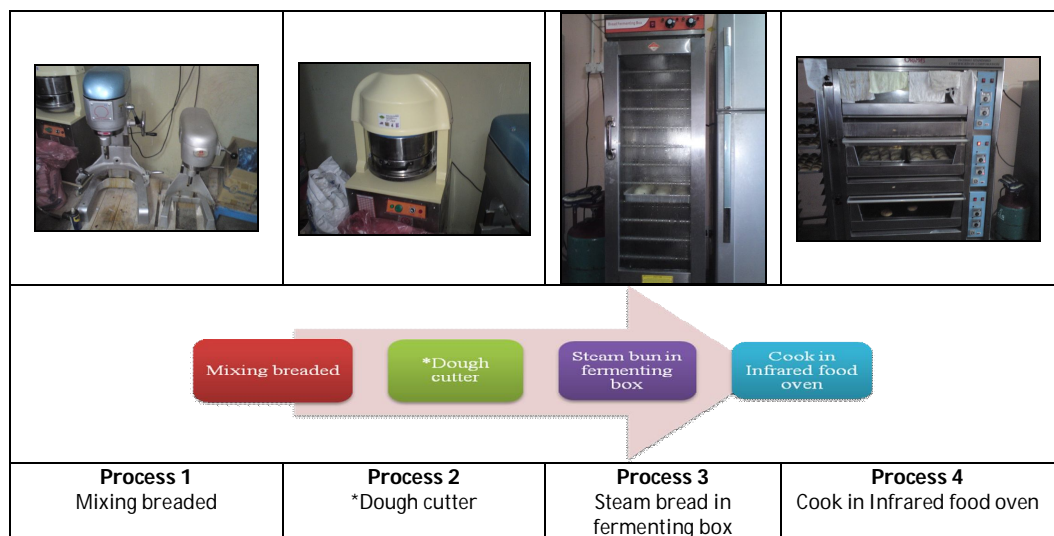 Mixing breaded
*Dough
cutter
Steam bun in
fermenting
box
Cook in
Infrared food
oven
Process 1
Mixing breaded
Process 2
*Dough cutter
Process 3
Steam bread in
fermenting box
Process 4
Cook in Infrared food oven